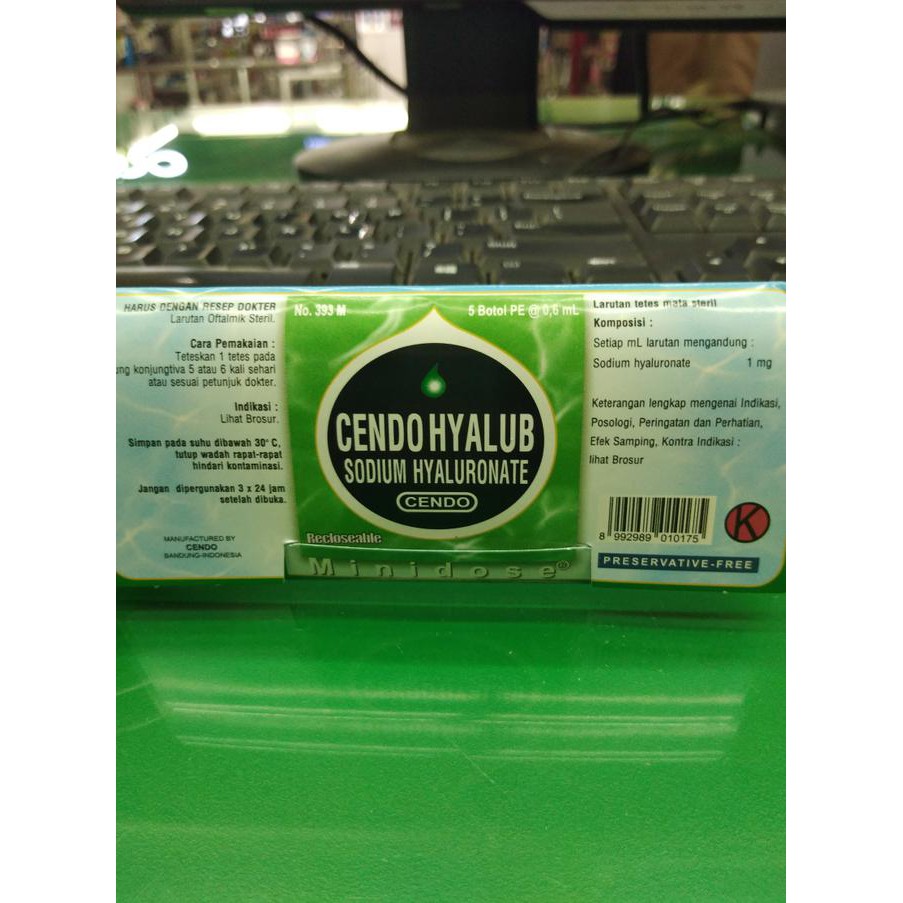 HARUS DENGAN RESEP DOKTER
Larutan Oftalmik Steril.
Cara Pemakaian :
Teteskan 1 tetes pada
konjungtiva 5 atau 6 kali sehari
atau sesuai petunjuk dokter.
Indikasi :
Lihat Brosur.
Simpan pada suhu dibawah 30° C,
tutup wadah rapat-rapat
hindari kontaminasi.
Jangan dipergunakan 3 x 24 jam
setelah dibuka.
MANUFACTURED BY
CENDO
BANDUNG-INDONESIA
No. 393 M
5 Botol PE @ 0,6 mL
CENDO HYALUB
SODIUM HYALURONATE
CENDO
Recloseable
Minidose®
Larutan tetes mata steril
Komposisi :
Setiap mL larutan mengandung :
Sodium hyaluronate 1 mg
Keterangan lengkap mengenai Indikasi,
Posologi, Peringatan dan Perhatian,
Efek Samping, Kontra Indikasi :
lihat Brosur
8 992989 010175
K
PRESERVATIVE-FREE